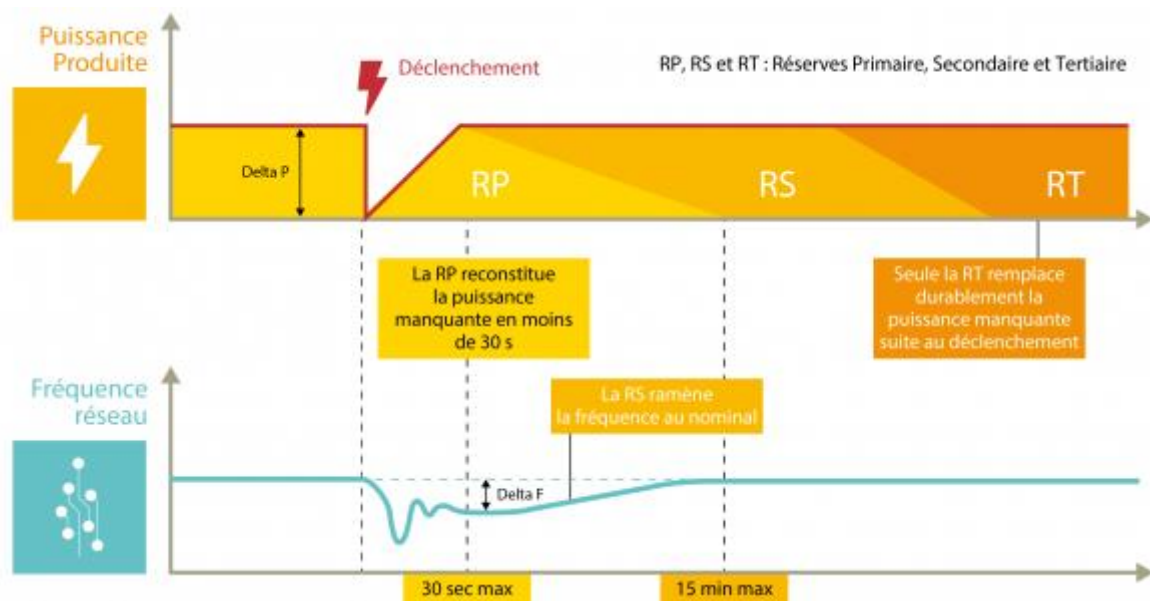 Puissance
Produite
Déclenchement
RP, RS et RT : Réserves Primaire, Secondaire et Tertiaire
Delta P
RP
RS
RT
La RP reconstitue
la puissance
manquante en moins
de 30 s
Seule la RT remplace
durablement la
puissance manquante
suite au déclenchement
Fréquence
réseau
La RS ramène
la fréquence au nominal
Delta F
30 sec max
15 min max